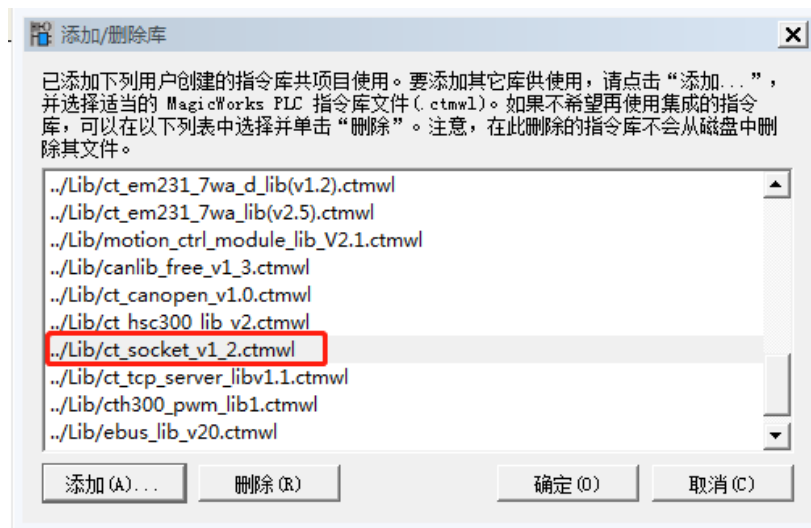 添加/删除库
已添加下列用户创建的指令库共项目使用。要添加其它库供使用，请点击“添加...”，
并选择适当的 MagicWorks PLC 指令库文件(.ctmwl)。如果不希望再使用集成的指令
库，可以在以下列表中选择并单击“删除”。注意，在此删除的指令库不会从磁盘中删
除其文件。
../Lib/ct_em231_7wa_d_lib(v1.2).ctmwl
../Lib/ct_em231_7wa_lib(v2.5).ctmwl
../Lib/motion_ctrl_module_lib_V2.1.ctmwl
../Lib/canlib_free_v1_3.ctmwl
../Lib/ct_canopen_v1.0.ctmwl
../Lib/ct_hsc300_lib_v2.ctmwl
../Lib/ct_socket_v1_2.ctmwl
../Lib/ct_tcp_server_libv1.1.ctmwl
../Lib/cth300_pwm_lib1.ctmwl
../Lib/ebus_lib_v20.ctmwl
添加(A)... 删除(R) 确定(O) 取消(C)